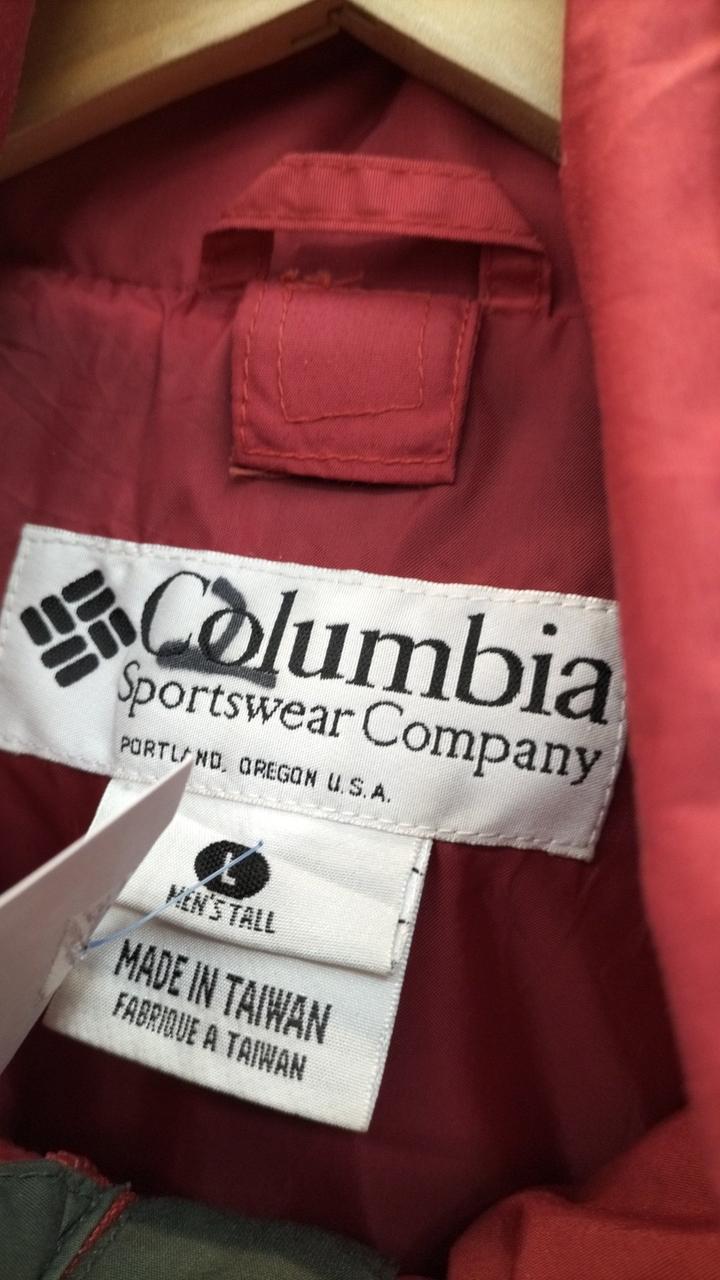 Columbia
Sportswear Company
PORTLAND, OREGON U.S.A.
L
MEN'S TALL
MADE IN TAIWAN
FABRIQUE A TAIWAN